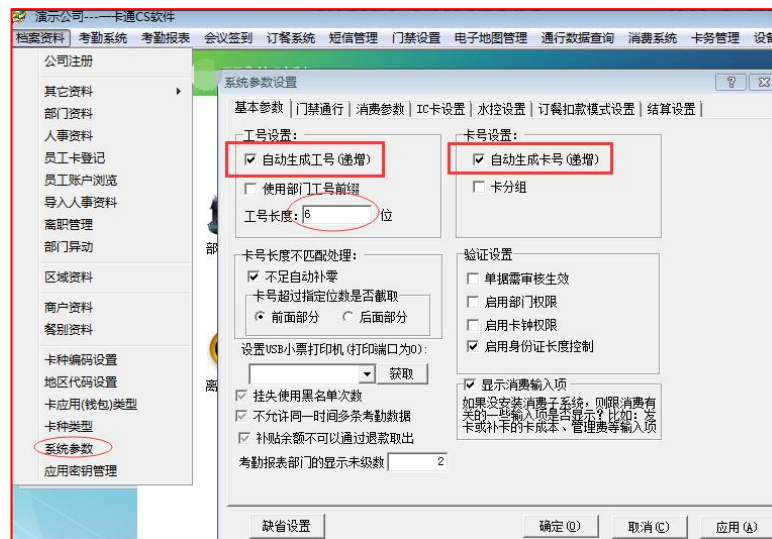 演示公司----一卡通CS软件
档案资料 考勤系统 考勤报表 会议签到 订餐系统 短信管理 门禁设置 电子地图管理 通行数据查询 消费系统 卡务管理 设备
公司注册
其它资料
部门资料
人事资料
员工卡登记
员工账户浏览
导入人事资料
离职管理
部门异动
区域资料
商户资料
餐别资料
卡种编码设置
地区代码设置
卡应用(钱包)类型
卡种类型
系统参数
应用密钥管理
部
离
系统参数设置
基本参数 门禁通行 消费参数 IC卡设置 水控设置 订餐扣款模式设置 结算设置
工号设置:
自动生成工号(递增)
使用部门工号前缀
工号长度: 6 位
卡号设置:
自动生成卡号(递增)
卡分组
卡号长度不匹配处理:
不足自动补零
卡号超过指定位数是否截取
前面部分 后面部分
设置USB小票打印机(打印端口为0):
获取
挂失使用黑名单次数
不允许同一时间多条考勤数据
补贴余额不可以通过退款取出
考勤报表部门的显示未级数 2
验证设置
单据需审核生效
启用部门权限
启用卡钟权限
启用身份证长度控制
显示消费输入项
如果没安装消费子系统,则跟消费有
关的一些输入项是否显示?比如:发
卡或补卡的卡成本、管理费等输入项
缺省设置 确定(O) 取消(C) 应用(A)